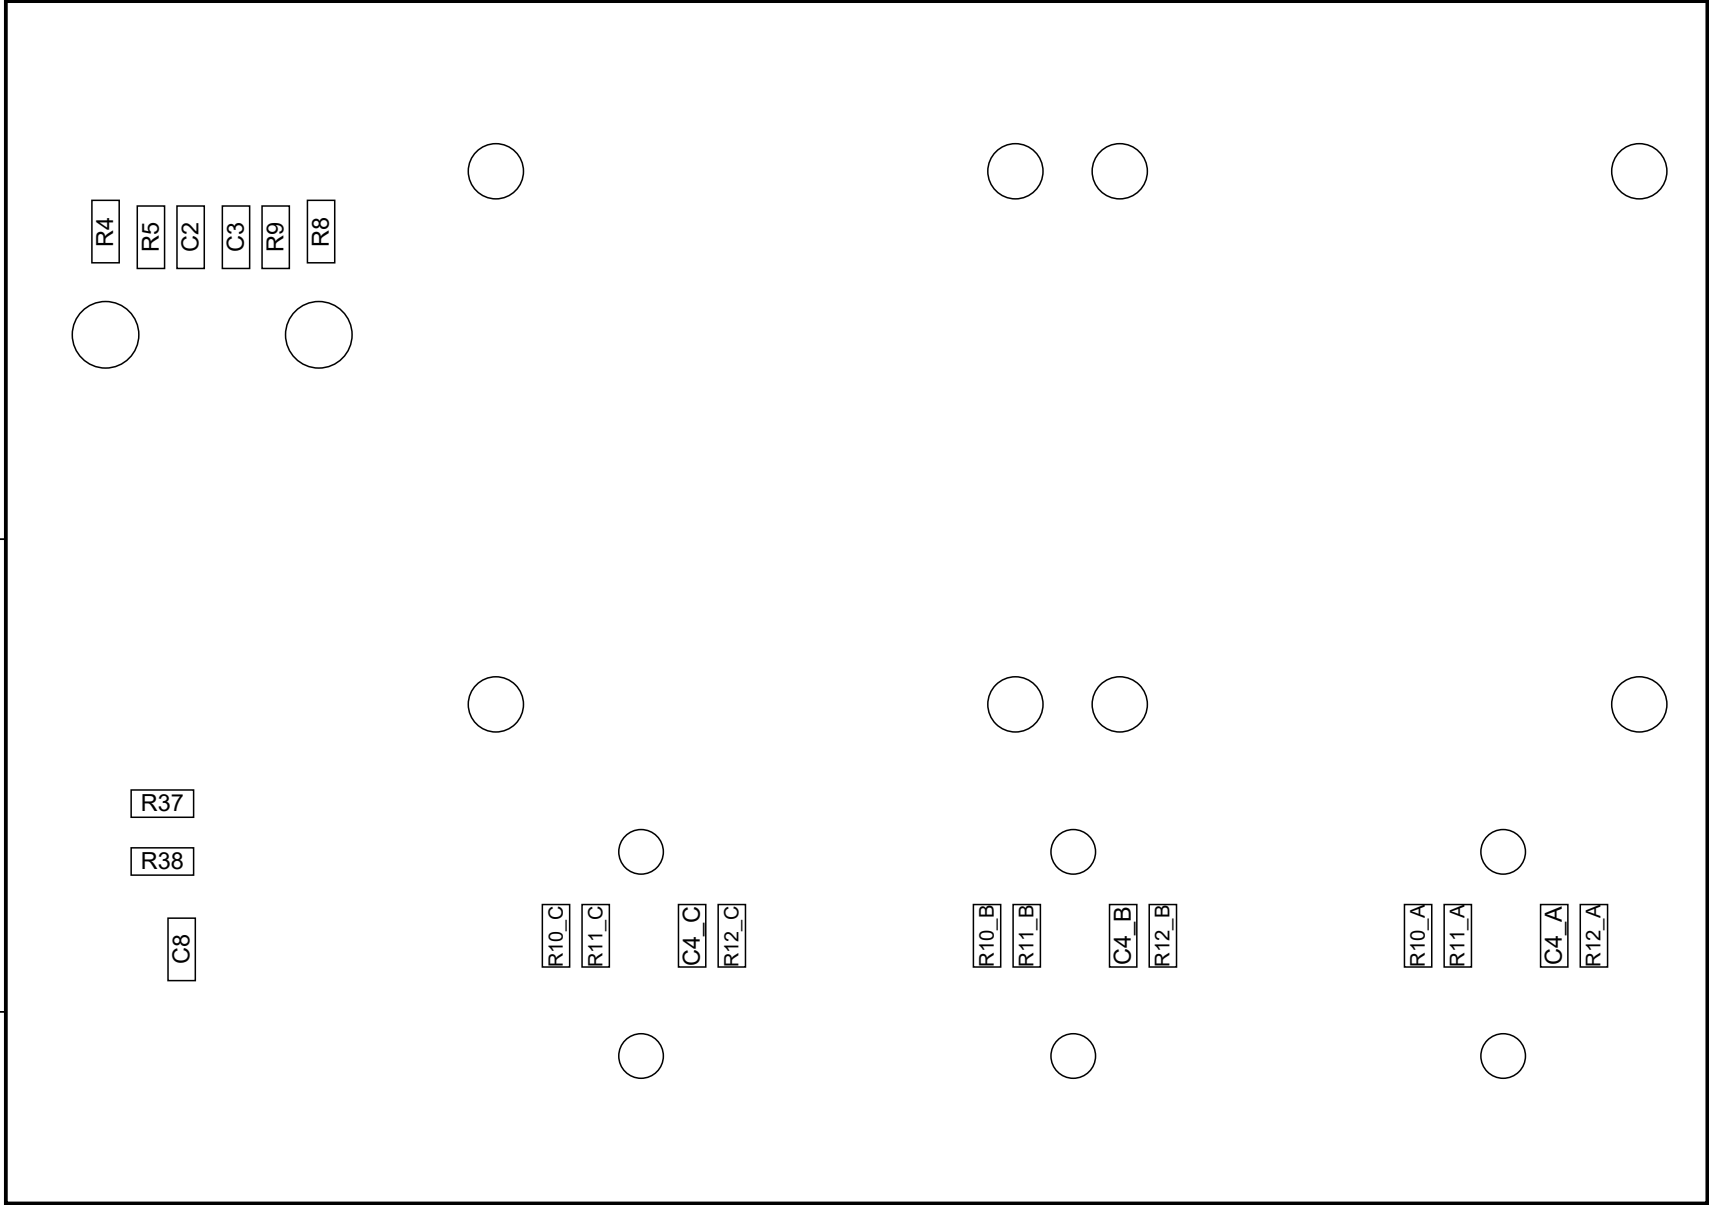 R4
R5
C2
C3
R9
R8
R37
R38
C8
R10_C
R11_C
C4_C
R12_C
R10_B
R11_B
C4_B
R12_B
R10_A
R11_A
C4_A
R12_A